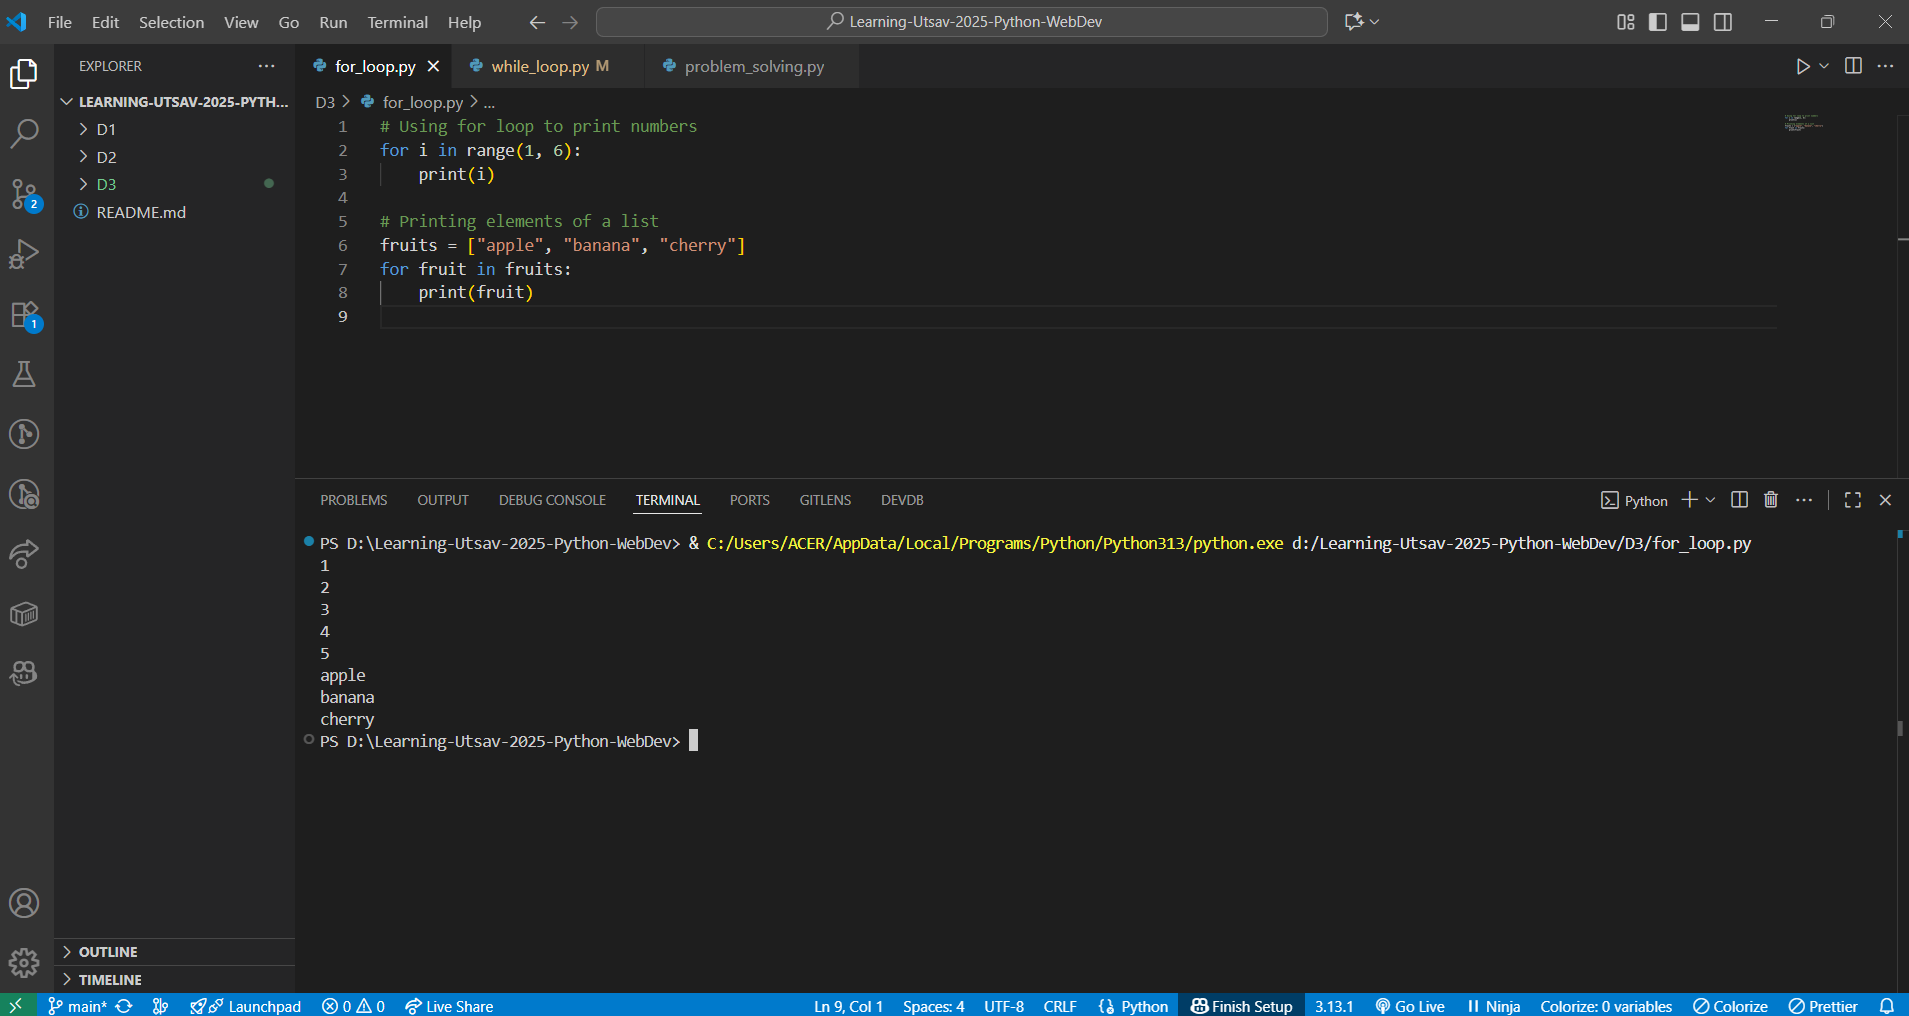 File Edit Selection View Go Run Terminal Help Learning-Utsav-2025-Python-WebDev
EXPLORER
LEARNING-UTSAV-2025-PYTH...
D1
D2
D3
README.md
OUTLINE
TIMELINE
for_loop.py while_loop.py M problem_solving.py
D3 > for_loop.py > ...
1 # Using for loop to print numbers
2 for i in range(1, 6):
3     print(i)
4
5 # Printing elements of a list
6 fruits = ["apple", "banana", "cherry"]
7 for fruit in fruits:
8     print(fruit)
9
PROBLEMS OUTPUT DEBUG CONSOLE TERMINAL PORTS GITLENS DEVDB Python
PS D:\Learning-Utsav-2025-Python-WebDev> & C:/Users/ACER/AppData/Local/Programs/Python/Python313/python.exe d:/Learning-Utsav-2025-Python-WebDev/D3/for_loop.py
1
2
3
4
5
apple
banana
cherry
PS D:\Learning-Utsav-2025-Python-WebDev>
2
1
main* Launchpad 0 0 Live Share Ln 9, Col 1 Spaces: 4 UTF-8 CRLF Python Finish Setup 3.13.1 Go Live Ninja Colorize: 0 variables Colorize Prettier